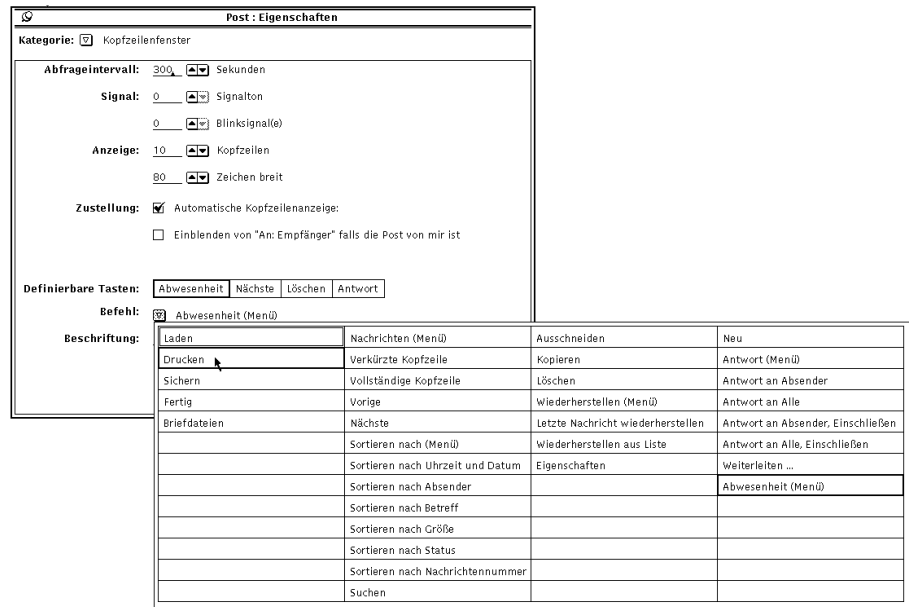 Post : Eigenschaften
Kategorie: Kopfzeilenfenster
Abfrageintervall: 300 Sekunden
Signal: 0 Signalton
0 Blinksignal(e)
Anzeige: 10 Kopfzeilen
80 Zeichen breit
Zustellung: Automatische Kopfzeilenanzeige:
Einblenden von "An: Empfänger" falls die Post von mir ist
Definierbare Tasten: Abwesenheit Nächste Löschen Antwort
Befehl: Abwesenheit (Menü)
Beschriftung:
Laden Nachrichten (Menü) Ausschneiden Neu
Drucken Verkürzte Kopfzeile Kopieren Antwort (Menü)
Sichern Vollständige Kopfzeile Löschen Antwort an Absender
Fertig Vorige Wiederherstellen (Menü) Antwort an Alle
Briefdateien Nächste Letzte Nachricht wiederherstellen Antwort an Absender, Einschließen
Sortieren nach (Menü) Wiederherstellen aus Liste Antwort an Alle, Einschließen
Sortieren nach Uhrzeit und Datum Eigenschaften Weiterleiten ...
Sortieren nach Absender Abwesenheit (Menü)
Sortieren nach Betreff
Sortieren nach Größe
Sortieren nach Status
Sortieren nach Nachrichtennummer
Suchen